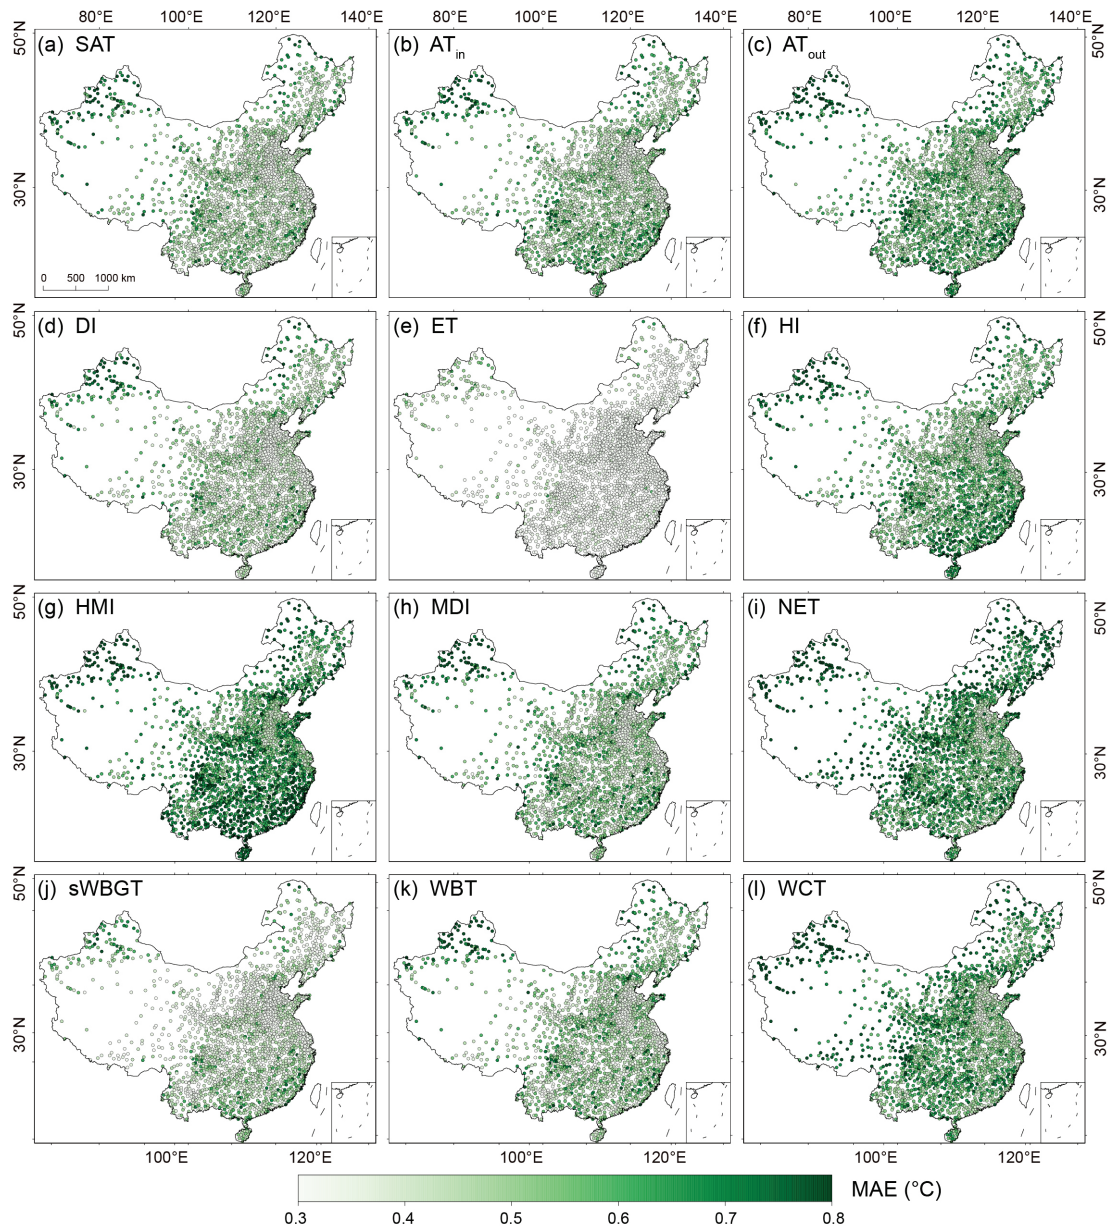 80°E 100°E 120°E 140°E 80°E 100°E 120°E 140°E 80°E 100°E 120°E 140°E
50°N (a) SAT (b) ATin (c) ATout 50°N
30°N 30°N
0 500 1000 km
50°N (d) DI (e) ET (f) HI 50°N
30°N 30°N
50°N (g) HMI (h) MDI (i) NET 50°N
30°N 30°N
50°N (j) sWBGT (k) WBT (l) WCT 50°N
30°N 30°N
100°E 120°E 100°E 120°E 100°E 120°E
MAE (°C)
0.3 0.4 0.5 0.6 0.7 0.8